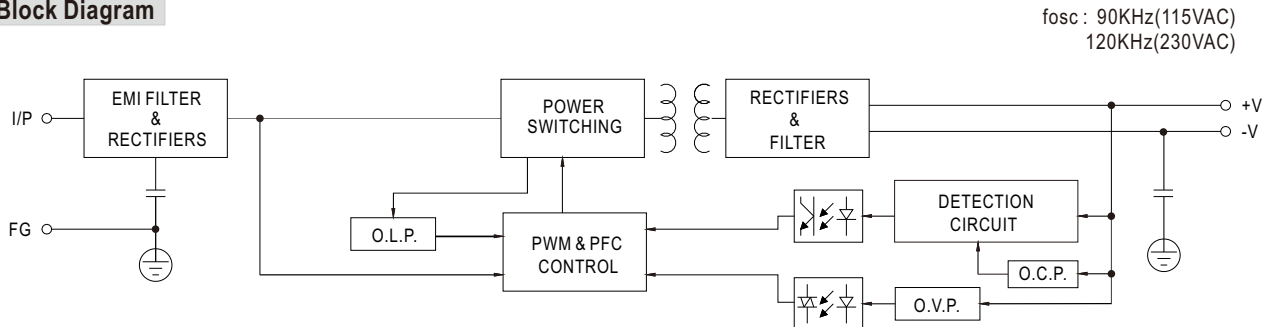 Block Diagram
fosc : 90KHz(115VAC)
120KHz(230VAC)
I/P
EMI FILTER
&
RECTIFIERS
POWER
SWITCHING
RECTIFIERS
&
FILTER
+V
-V
FG
O.L.P.
PWM & PFC
CONTROL
DETECTION
CIRCUIT
O.C.P.
O.V.P.